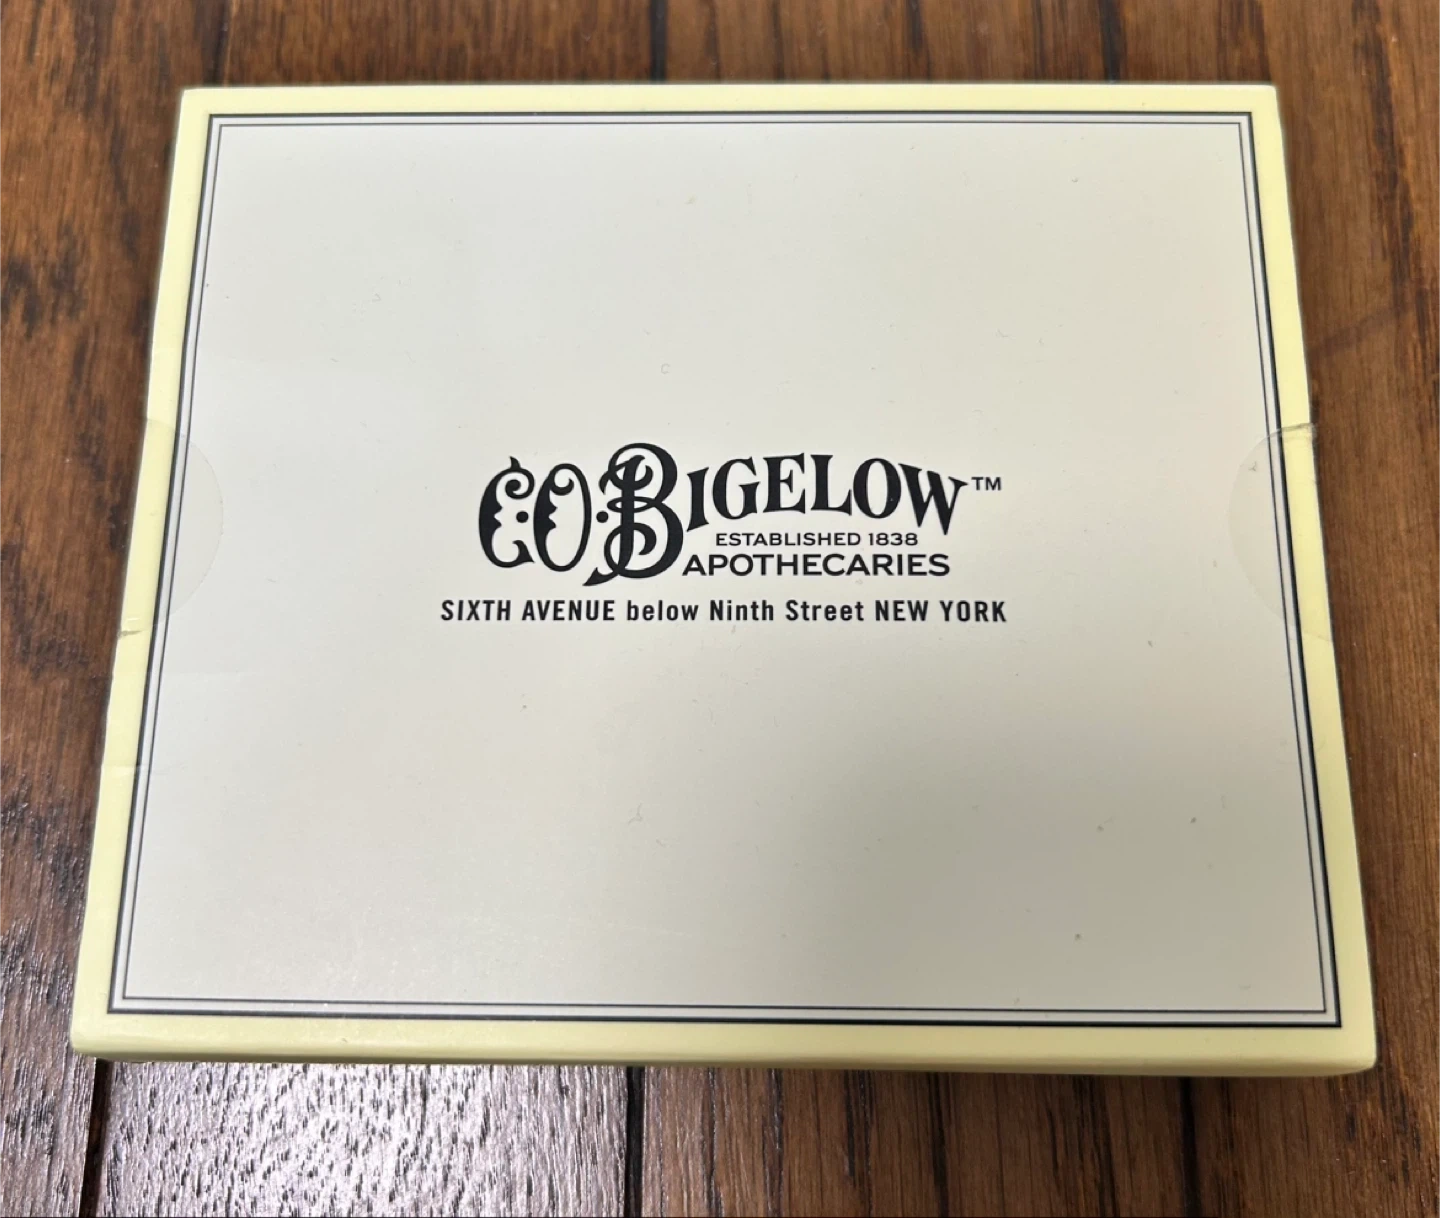 C.O. BIGELOW™
ESTABLISHED 1838
APOTHECARIES
SIXTH AVENUE below Ninth Street NEW YORK